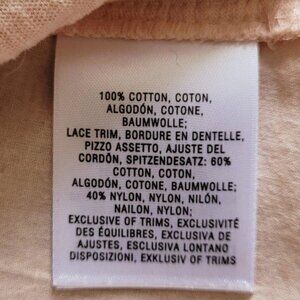 100% COTTON, COTON,
ALGODÓN, COTONE,
BAUMWOLLE;
LACE TRIM, BORDURE EN DENTELLE,
PIZZO ASSETTO, AJUSTE DEL
CORDÓN, SPITZENDESATZ: 60%
COTTON, COTON,
ALGODÓN, COTONE, BAUMWOLLE;
40% NYLON, NYLON, NILÓN,
NAILON, NYLON;
EXCLUSIVE OF TRIMS, EXCLUSIVITÉ
DES ÉQUILIBRES, EXCLUSIVA DE
AJUSTES, ESCLUSIVA LONTANO
DISPOSIZIONI, EXKLUSIV OF TRIMS